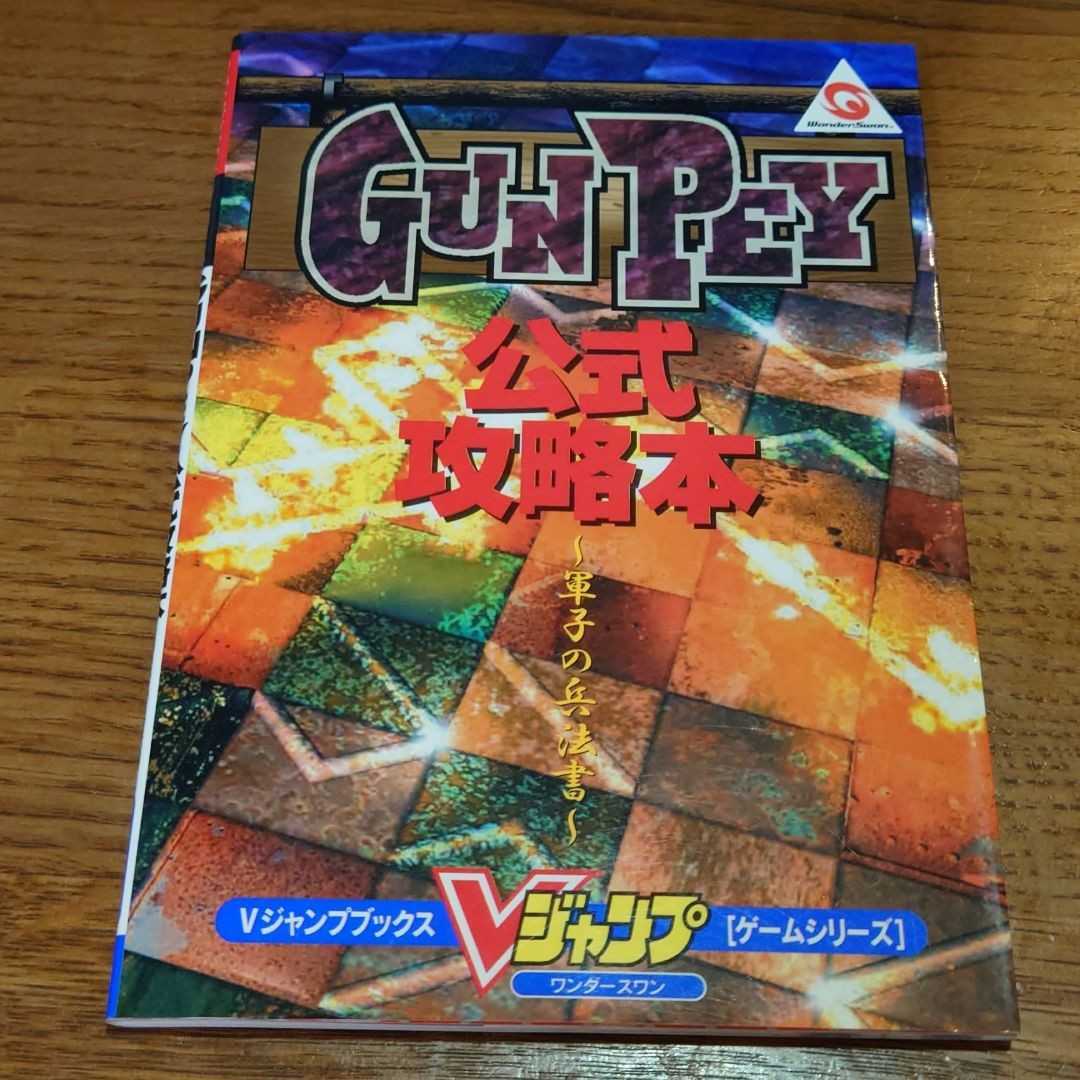 WonderSwan™
GUNPEY
公式
攻略本
～軍子の兵法書～
Vジャンプブックス
Vジャンプ
[ゲームシリーズ]
ワンダースワン